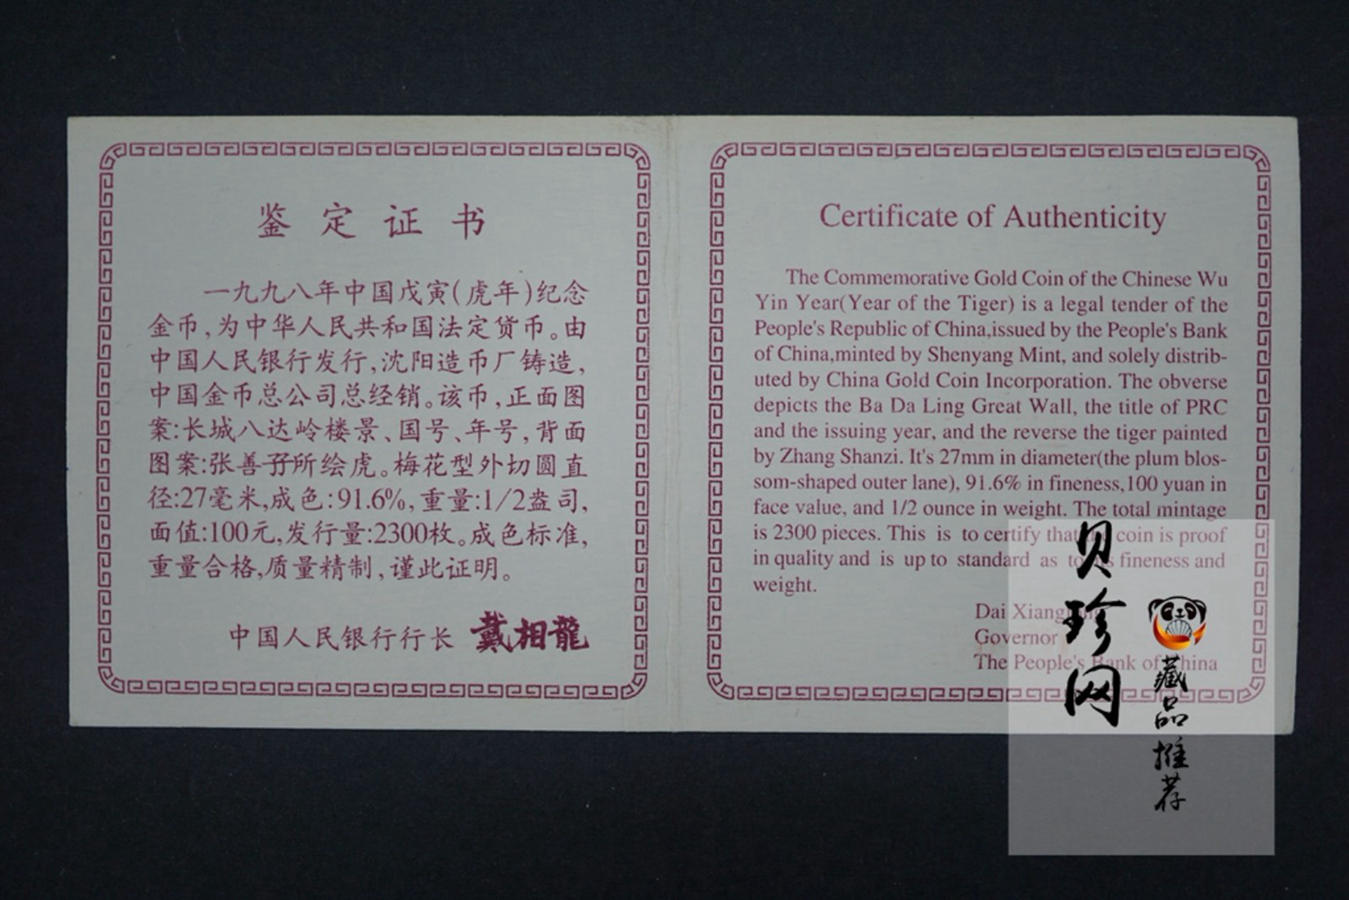 鉴定证书
一九九八年中国戊寅(虎年)纪念
金币,为中华人民共和国法定货币。由
中国人民银行发行,沈阳造币厂铸造,
中国金币总公司总经销。该币,正面图
案:长城八达岭楼景、国号、年号,背面
图案:张善孖所绘虎。梅花型外切圆直
径:27毫米,成色:91.6%,重量:1/2盎司,
面值:100元,发行量:2300枚。成色标准,
重量合格,质量精制,谨此证明。
中国人民银行行长 戴相龍
Certificate of Authenticity
The Commemorative Gold Coin of the Chinese Wu
Yin Year(Year of the Tiger) is a legal tender of the
People's Republic of China,issued by the People's Bank
of China,minted by Shenyang Mint, and solely distrib-
uted by China Gold Coin Incorporation. The obverse
depicts the Ba Da Ling Great Wall, the title of PRC
and the issuing year, and the reverse the tiger painted
by Zhang Shanzi. It's 27mm in diameter(the plum blos-
som-shaped outer lane), 91.6% in fineness,100 yuan in
face value, and 1/2 ounce in weight. The total mintage
is 2300 pieces. This is to certify that coin is proof
in quality and is up to standard as to fineness and
weight.
Dai
Governor
The People's Bank of China
贝珍网
藏品推荐